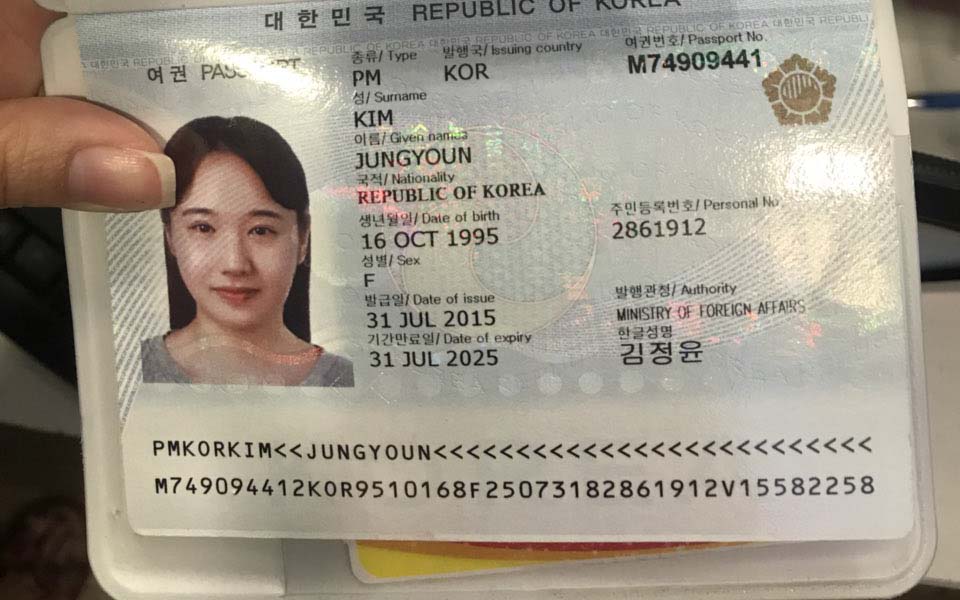 대한민국 REPUBLIC OF KOREA
여권 PASSPORT
종류/ Type 발행국/ Issuing country 여권번호/ Passport No.
PM KOR M74909441
성/ Surname
KIM
이름/ Given names
JUNGYOUN
국적/ Nationality
REPUBLIC OF KOREA
생년월일/ Date of birth 주민등록번호/ Personal No
16 OCT 1995 2861912
성별/ Sex
F
발급일/ Date of issue 발행관청/ Authority
31 JUL 2015 MINISTRY OF FOREIGN AFFAIRS
기간만료일/ Date of expiry 한글성명
31 JUL 2025 김정윤
PMKORKIM<<JUNGYOUN<<<<<<<<<<<<<<<<<<<<<<<<<<
M749094412KOR9510168F25073182861912V15582258